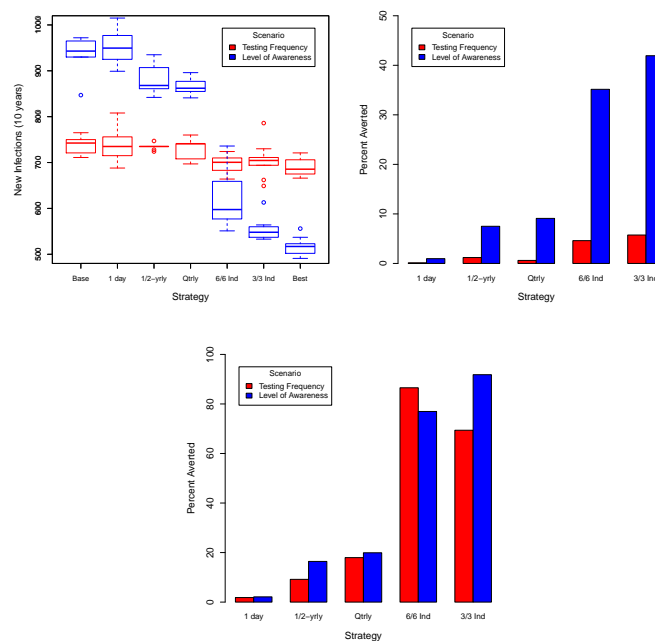 Scenario
Testing Frequency
Level of Awareness
New Infections (10 years)
500
600
700
800
900
1000
Base
1 day
1/2−yrly
Qtrly
6/6 Ind
3/3 Ind
Best
Strategy
Scenario
Testing Frequency
Level of Awareness
Percent Averted
0
10
20
30
40
50
1 day
1/2−yrly
Qtrly
6/6 Ind
3/3 Ind
Strategy
Scenario
Testing Frequency
Level of Awareness
Percent Averted
0
20
40
60
80
100
1 day
1/2−yrly
Qtrly
6/6 Ind
3/3 Ind
Strategy